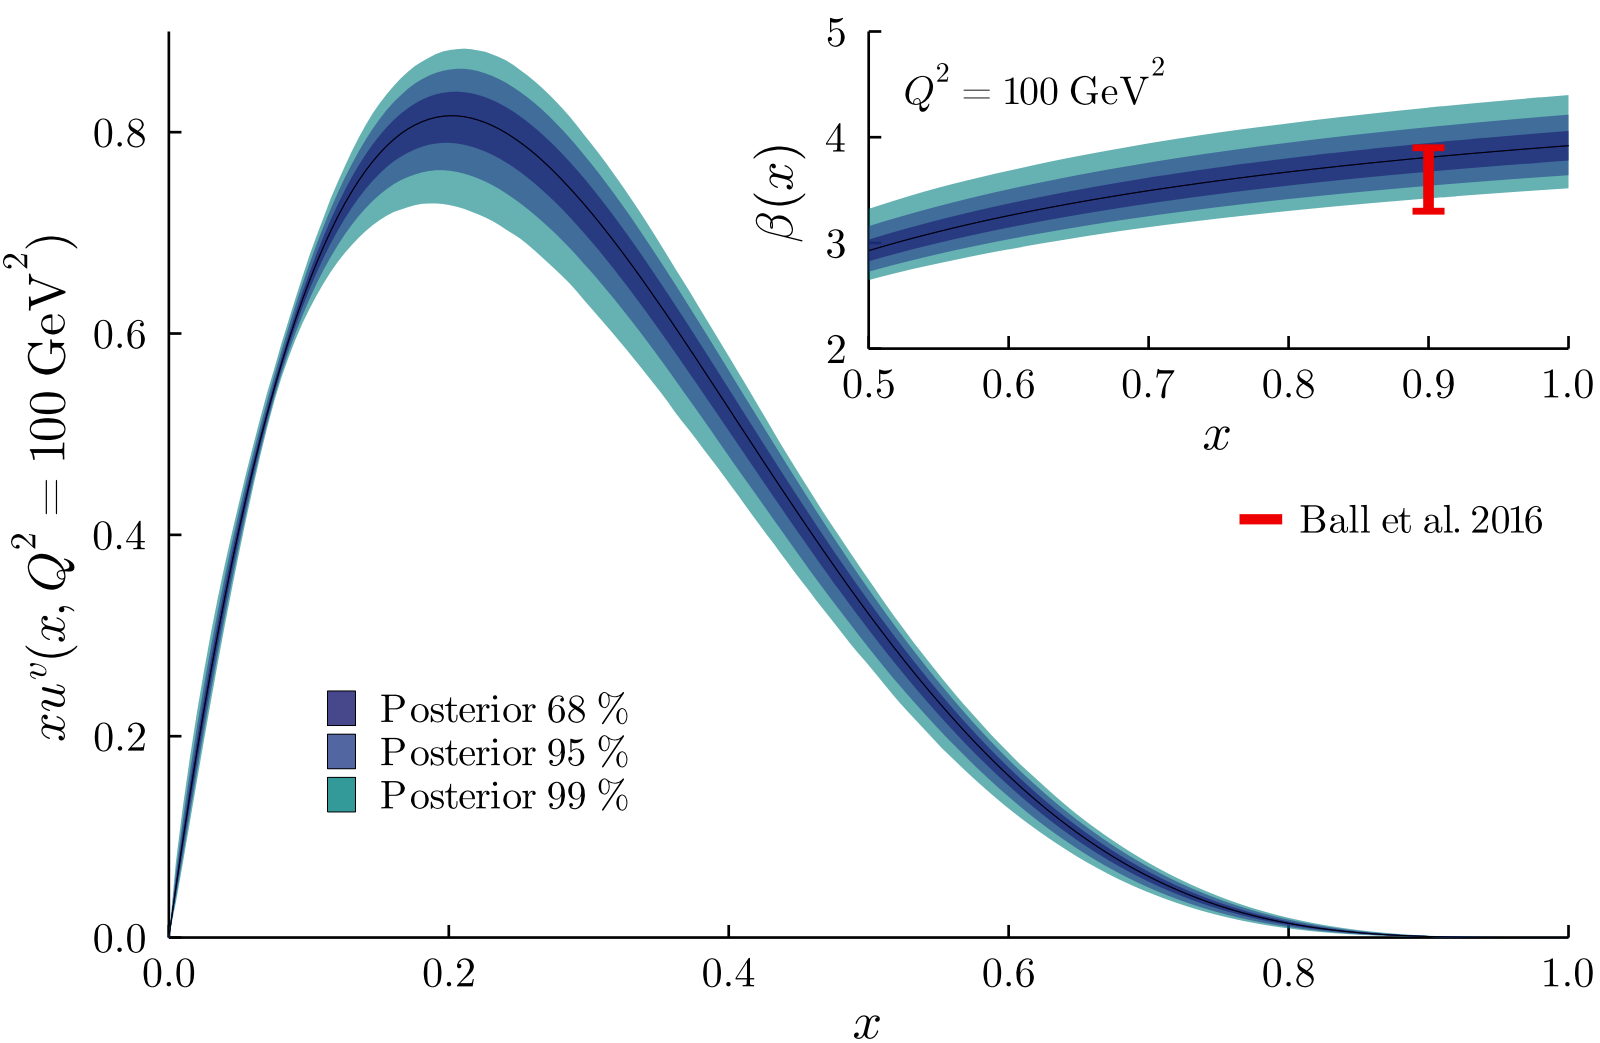 xu^v(x, Q^2 = 100 GeV^2)
0.8
0.6
0.4
0.2
0.0
0.0 0.2 0.4 0.6 0.8 1.0
x
Posterior 68 %
Posterior 95 %
Posterior 99 %
β(x)
5
4
3
2
Q^2 = 100 GeV^2
0.5 0.6 0.7 0.8 0.9 1.0
x
Ball et al. 2016